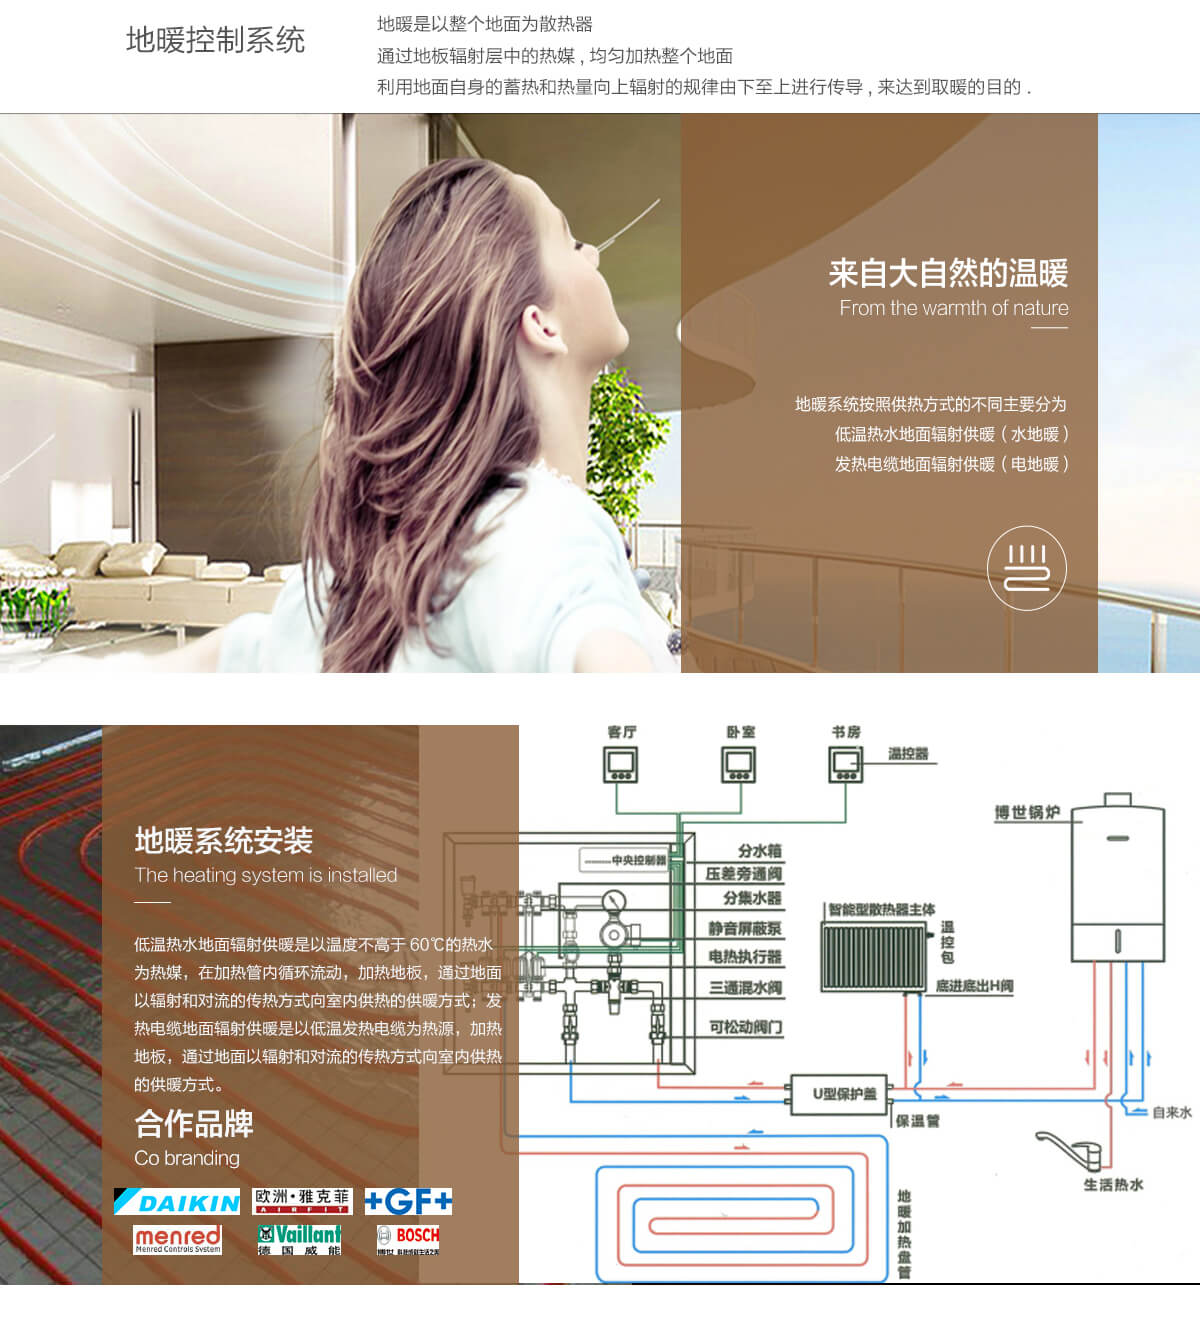 地暖控制系统
地暖是以整个地面为散热器
通过地板辐射层中的热媒 , 均匀加热整个地面
利用地面自身的蓄热和热量向上辐射的规律由下至上进行传导 , 来达到取暖的目的 .
来自大自然的温暖
From the warmth of nature
地暖系统按照供热方式的不同主要分为
低温热水地面辐射供暖 ( 水地暖 )
发热电缆地面辐射供暖 ( 电地暖 )
地暖系统安装
The heating system is installed
低温热水地面辐射供暖是以温度不高于 60℃的热水
为热媒，在加热管内循环流动，加热地板，通过地面
以辐射和对流的传热方式向室内供热的供暖方式；发
热电缆地面辐射供暖是以低温发热电缆为热源，加热
地板，通过地面以辐射和对流的传热方式向室内供热
的供暖方式。
合作品牌
Co branding
DAIKIN
欧洲·雅克菲
AIRFIT
+GF+
menred
Menred Controls System
Vaillant
德国威能
BOSCH
客厅
卧室
书房
温控器
中央控制器
分水箱
压差旁通阀
分集水器
静音屏蔽泵
电热执行器
三通混水阀
可松动阀门
智能型散热器主体
温控包
底进底出H阀
博世锅炉
U型保护盖
保温管
自来水
生活热水
地暖加热盘管